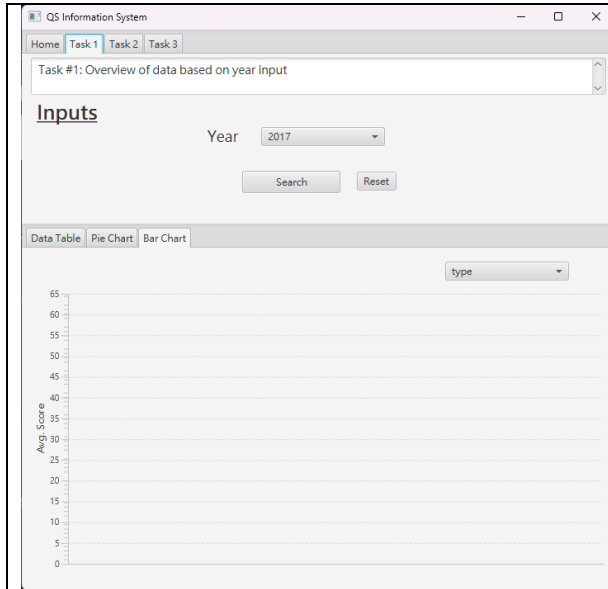 QS Information System
Home Task 1 Task 2 Task 3
Task #1: Overview of data based on year input
Inputs
Year 2017
Search Reset
Data Table Pie Chart Bar Chart
type
65
60
55
50
45
40
35
30
25
20
15
10
5
0
Avg. Score